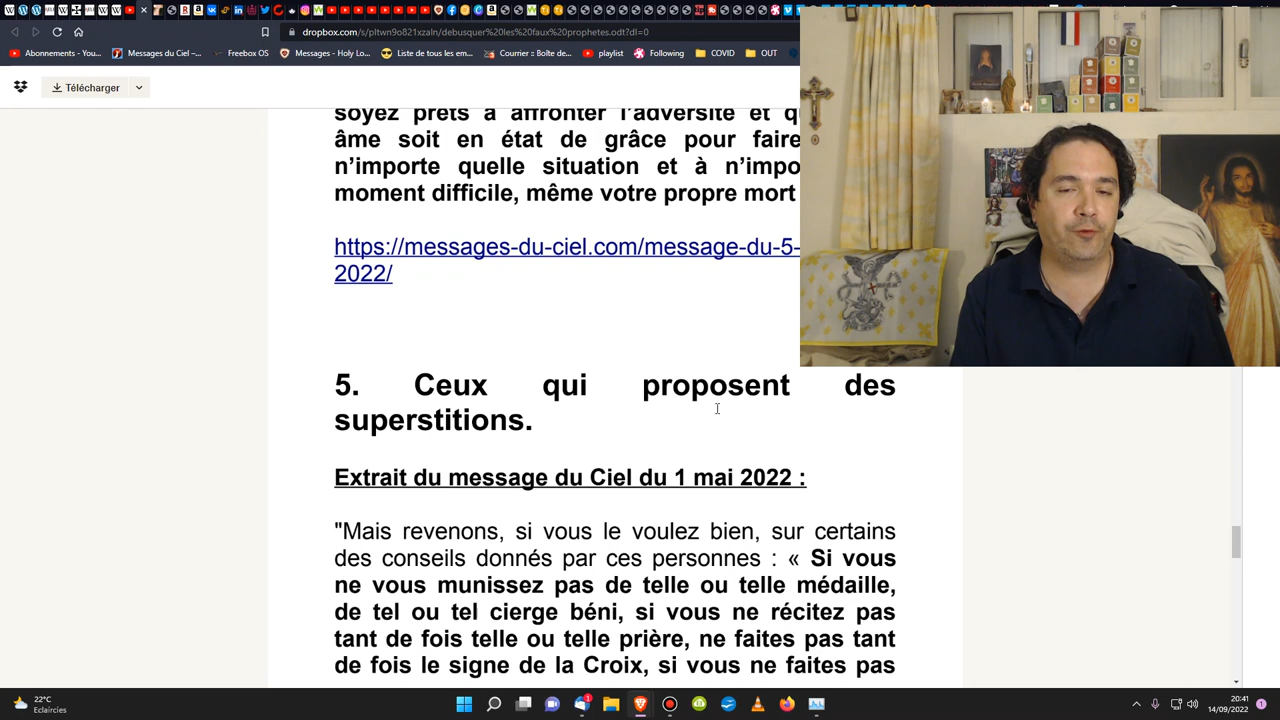 dropbox.com/s/pltwn9o821xzaln/debusquer%20les%20faux%20prophetes.odt?dl=0
Abonnements - You... Messages du Ciel –... Freebox OS Messages - Holy Lo... Liste de tous les em... Courrier :: Boîte de... playlist Following COVID OUT
Télécharger
soyez prêts à affronter l'adversité et
âme soit en état de grâce pour faire
n'importe quelle situation et à n'impo
moment difficile, même votre propre mort
https://messages-du-ciel.com/message-du-5-
2022/
5. Ceux qui proposent des
superstitions.
Extrait du message du Ciel du 1 mai 2022 :
"Mais revenons, si vous le voulez bien, sur certains
des conseils donnés par ces personnes : « Si vous
ne vous munissez pas de telle ou telle médaille,
de tel ou tel cierge béni, si vous ne récitez pas
tant de fois telle ou telle prière, ne faites pas tant
de fois le signe de la Croix, si vous ne faites pas
22°C
Eclaircies
20:41
14/09/2022
1